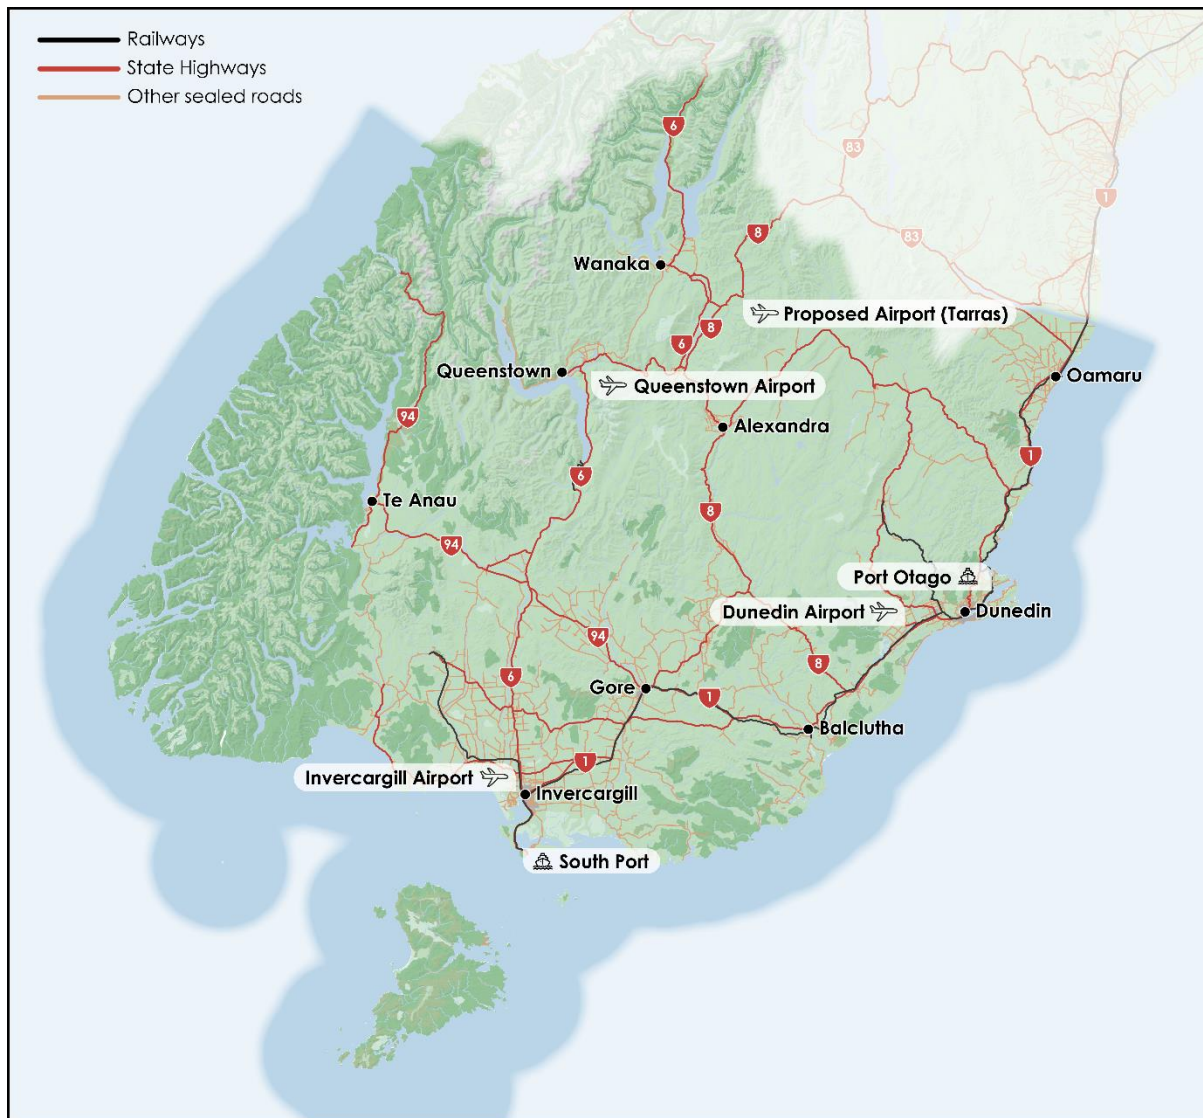 Railways
State Highways
Other sealed roads
6
83
1
8
83
Wanaka
Proposed Airport (Tarras)
8
6
Queenstown
Queenstown Airport
Oamaru
94
Alexandra
1
6
Te Anau
8
94
Port Otago
Dunedin Airport
Dunedin
94
8
6
Gore
1
Balclutha
1
Invercargill Airport
Invercargill
South Port